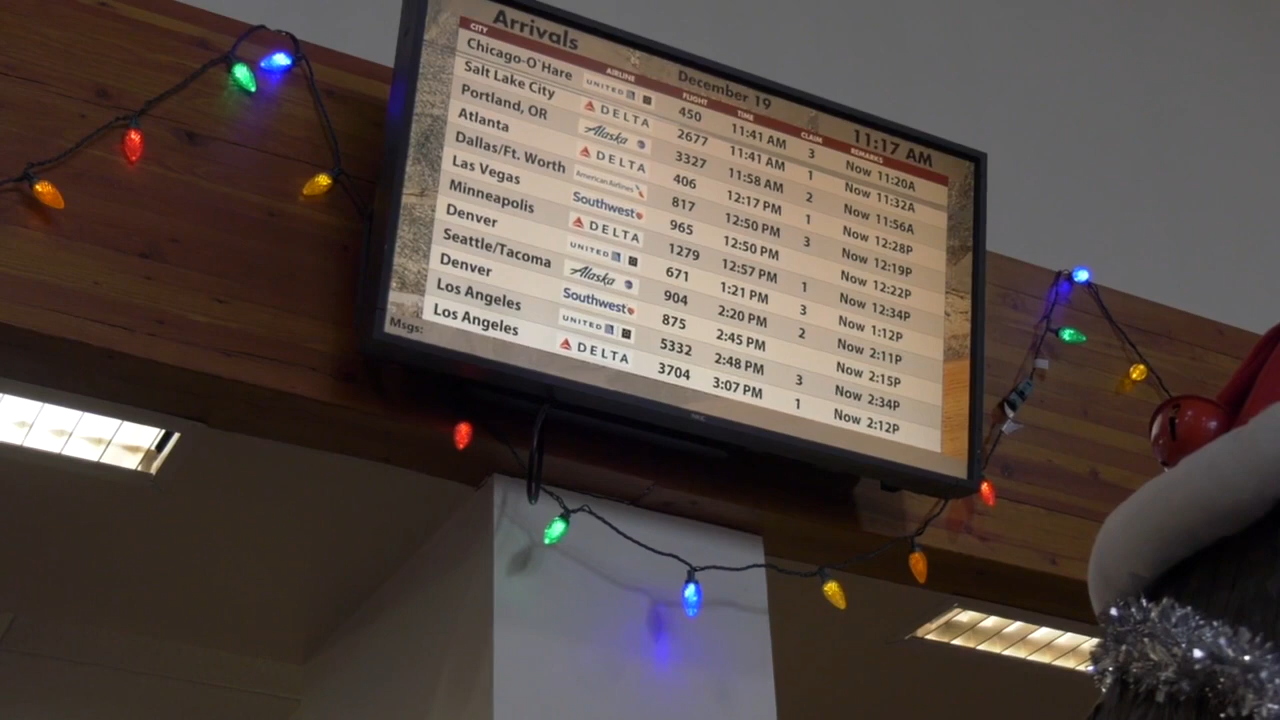 Arrivals December 19 11:17 AM
CITY AIRLINE FLIGHT TIME CLAIM REMARKS
Chicago-O'Hare UNITED 450 11:41 AM 3 Now 11:20A
Salt Lake City DELTA 2677 11:41 AM 1 Now 11:32A
Portland, OR Alaska 3327 11:58 AM 2 Now 11:56A
Atlanta DELTA 406 12:17 PM 1 Now 12:28P
Dallas/Ft. Worth American Airlines 817 12:50 PM 3 Now 12:19P
Las Vegas Southwest 965 12:50 PM Now 12:22P
Minneapolis DELTA 1279 12:57 PM 1 Now 12:34P
Denver UNITED 671 1:21 PM 3 Now 1:12P
Seattle/Tacoma Alaska 904 2:20 PM 2 Now 2:11P
Denver Southwest 875 2:45 PM Now 2:15P
Los Angeles UNITED 5332 2:48 PM 3 Now 2:34P
Los Angeles DELTA 3704 3:07 PM 1 Now 2:12P
Msgs:
NEC